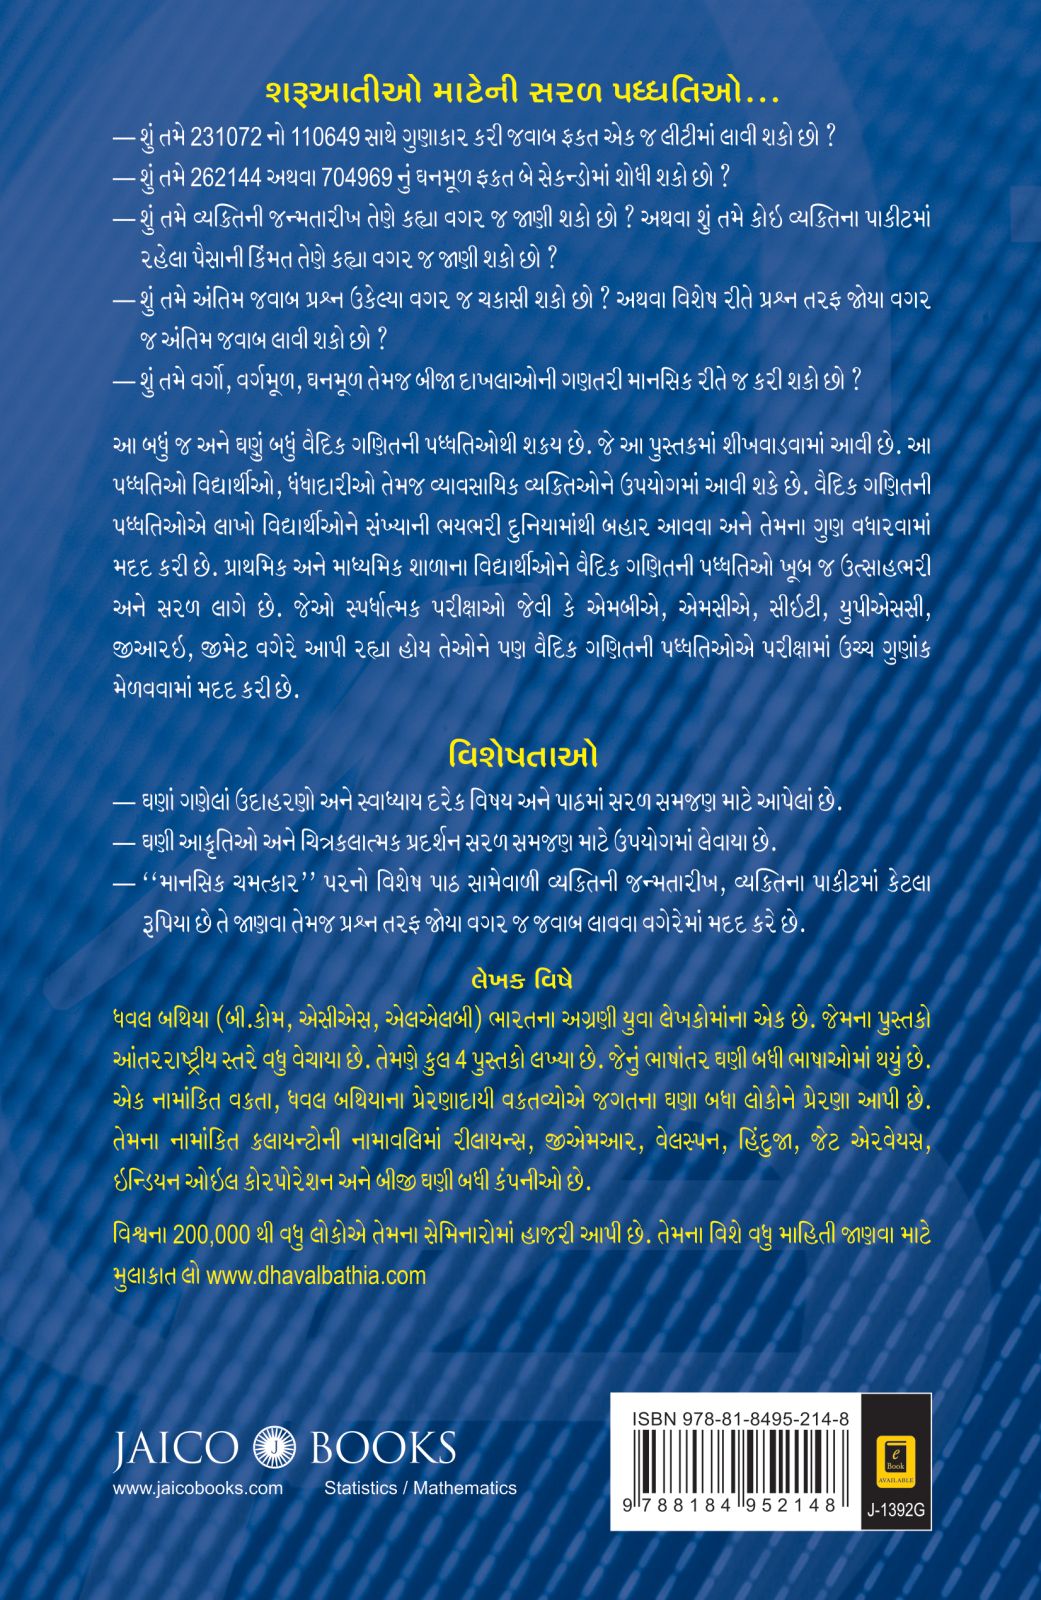 શરૂઆતીઓ માટેની સરળ પધ્ધતિઓ...
— શું તમે 231072 નો 110649 સાથે ગુણાકાર કરી જવાબ ફકત એક જ લીટીમાં લાવી શકો છો ?
— શું તમે 262144 અથવા 704969 નું ઘનમૂળ ફકત બે સેકન્ડોમાં શોધી શકો છો ?
— શું તમે વ્યક્તિની જન્મતારીખ તેણે કહ્યા વગર જ જાણી શકો છો ? અથવા શું તમે કોઇ વ્યક્તિના પાકીટમાં
રહેલા પૈસાની કિંમત તેણે કહ્યા વગર જ જાણી શકો છો ?
— શું તમે અંતિમ જવાબ પ્રશ્ન ઉકેલ્યા વગર જ ચકાસી શકો છો ? અથવા વિશેષ રીતે પ્રશ્ન તરફ જોયા વગર
જ અંતિમ જવાબ લાવી શકો છો ?
— શું તમે વર્ગો, વર્ગમૂળ, ઘનમૂળ તેમજ બીજા દાખલાઓની ગણતરી માનસિક રીતે જ કરી શકો છો ?
આ બધું જ અને ઘણું બધું વૈદિક ગણિતની પધ્ધતિઓથી શકય છે. જે આ પુસ્તકમાં શીખવાડવામાં આવી છે. આ
પધ્ધતિઓ વિદ્યાર્થીઓ, ધંધાદારીઓ તેમજ વ્યાવસાયિક વ્યકિતઓને ઉપયોગમાં આવી શકે છે. વૈદિક ગણિતની
પધ્ધતિઓએ લાખો વિદ્યાર્થીઓને સંખ્યાની ભયભરી દુનિયામાંથી બહાર આવવા અને તેમના ગુણ વધારવામાં
મદદ કરી છે. પ્રાથમિક અને માધ્યમિક શાળાના વિદ્યાર્થીઓને વૈદિક ગણિતની પધ્ધતિઓ ખૂબ જ ઉત્સાહભરી
અને સરળ લાગે છે. જેઓ સ્પર્ધાત્મક પરીક્ષાઓ જેવી કે એમબીએ, એમસીએ, સીઇટી, યુપીએસસી,
જીઆરઇ, જીમેટ વગેરે આપી રહ્યા હોય તેઓને પણ વૈદિક ગણિતની પધ્ધતિઓએ પરીક્ષામાં ઉચ્ચ ગુણાંક
મેળવવામાં મદદ કરી છે.
વિશેષતાઓ
— ઘણાં ગણેલાં ઉદાહરણો અને સ્વાધ્યાય દરેક વિષય અને પાઠમાં સરળ સમજણ માટે આપેલાં છે.
— ઘણી આકૃતિઓ અને ચિત્રકલાત્મક પ્રદર્શન સરળ સમજણ માટે ઉપયોગમાં લેવાયા છે.
— ‘‘માનસિક ચમત્કાર’’ પરનો વિશેષ પાઠ સામેવાળી વ્યક્તિની જન્મતારીખ, વ્યક્તિના પાકીટમાં કેટલા
રૂપિયા છે તે જાણવા તેમજ પ્રશ્ન તરફ જોયા વગર જ જવાબ લાવવા વગેરેમાં મદદ કરે છે.
લેખક વિષે
ધવલ બથિયા (બી.કોમ, એસીએસ, એલએલબી) ભારતના અગ્રણી યુવા લેખકોમાંના એક છે. જેમના પુસ્તકો
આંતરરાષ્ટ્રીય સ્તરે વધુ વેચાયા છે. તેમણે કુલ 4 પુસ્તકો લખ્યા છે. જેનું ભાષાંતર ઘણી બધી ભાષાઓમાં થયું છે.
એક નામાંકિત વકતા, ધવલ બથિયાના પ્રેરણાદાયી વકતવ્યોએ જગતના ઘણા બધા લોકોને પ્રેરણા આપી છે.
તેમના નામાંકિત કલાયન્ટોની નામાવલિમાં રીલાયન્સ, જીએમઆર, વેલસ્પન, હિંદુજા, જેટ એરવેયસ,
ઇન્ડિયન ઓઇલ કોરપોરેશન અને બીજી ઘણી બધી કંપનીઓ છે.
વિશ્વના 200,000 થી વધુ લોકોએ તેમના સેમિનારોમાં હાજરી આપી છે. તેમના વિશે વધુ માહિતી જાણવા માટે
મુલાકાત લો www.dhavalbathia.com
JAICO J BOOKS
www.jaicobooks.com Statistics / Mathematics
ISBN 978-81-8495-214-8
9 788184 952148
e
Book
AVAILABLE
J-1392G